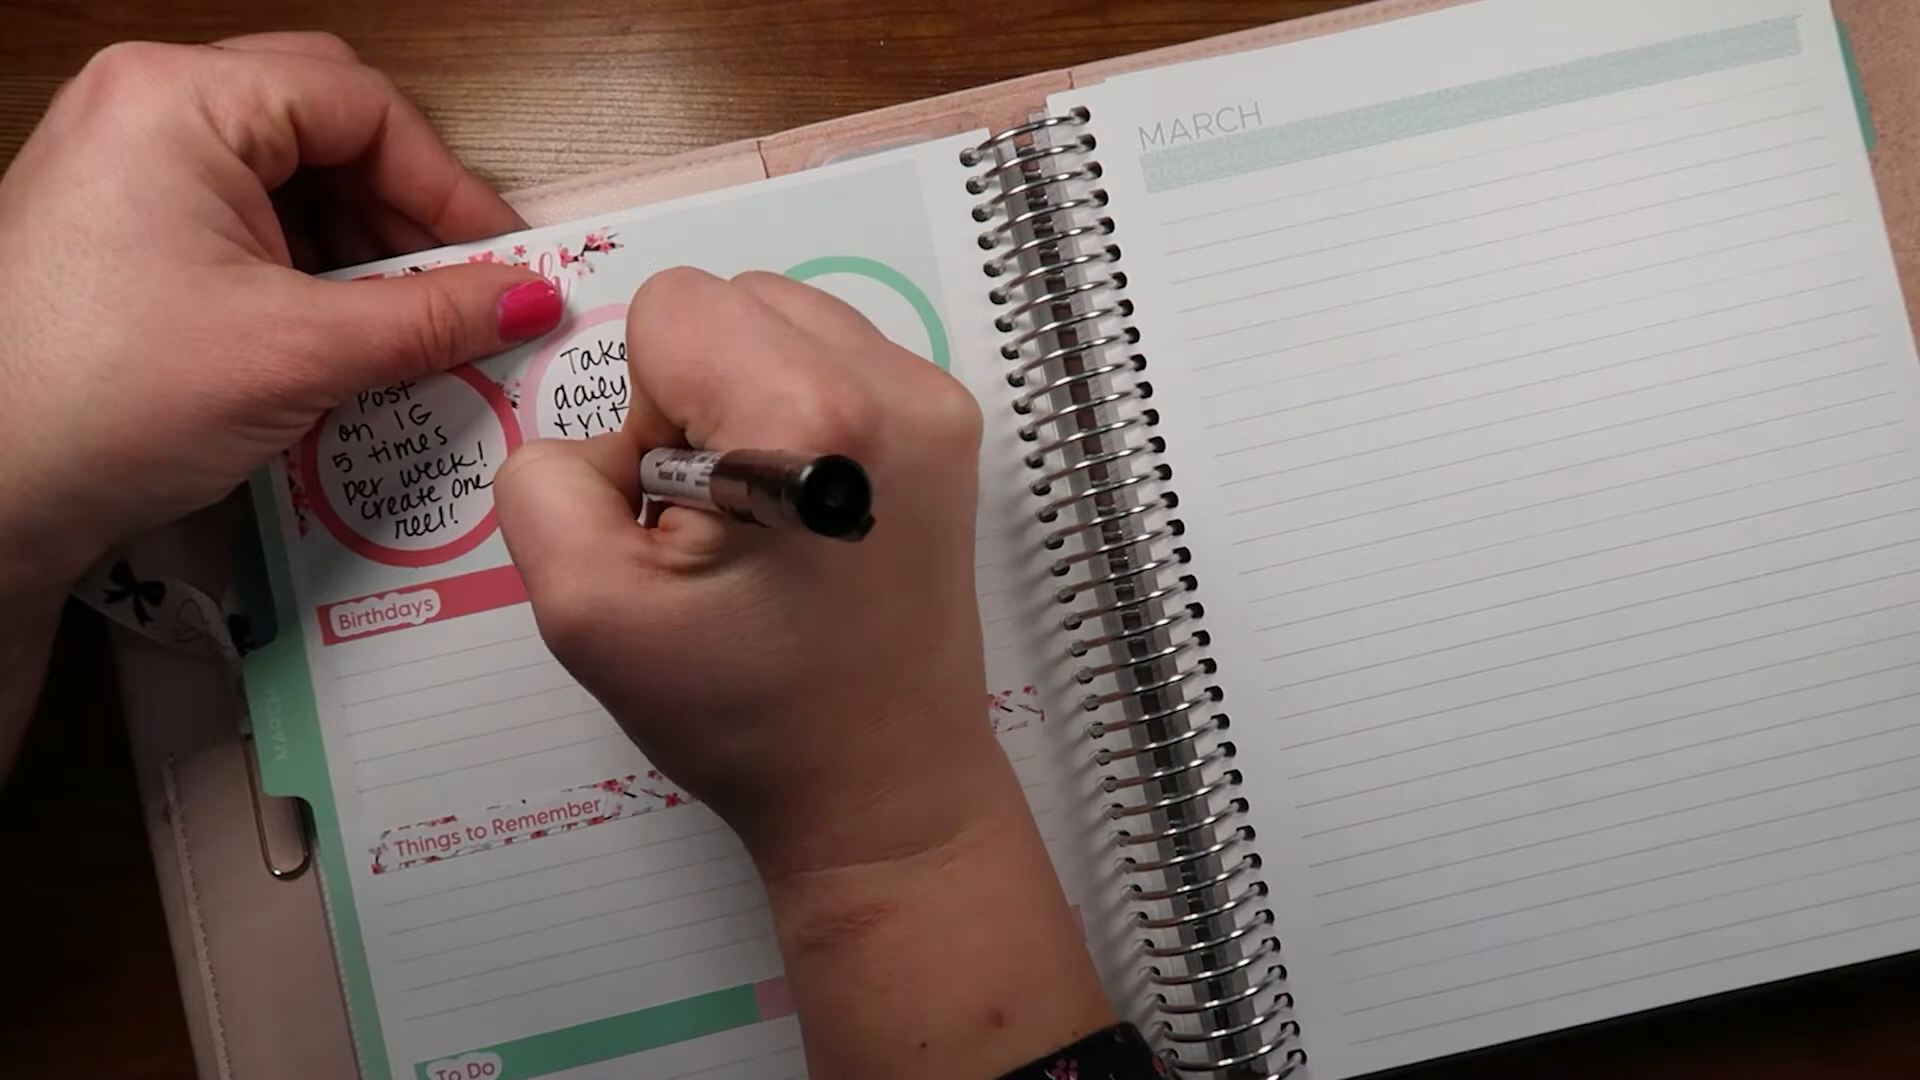 MARCH
Post
on IG
5 times
per week!
create one
reel!
Take
daily
Birthdays
MARCH
Things to Remember
To Do